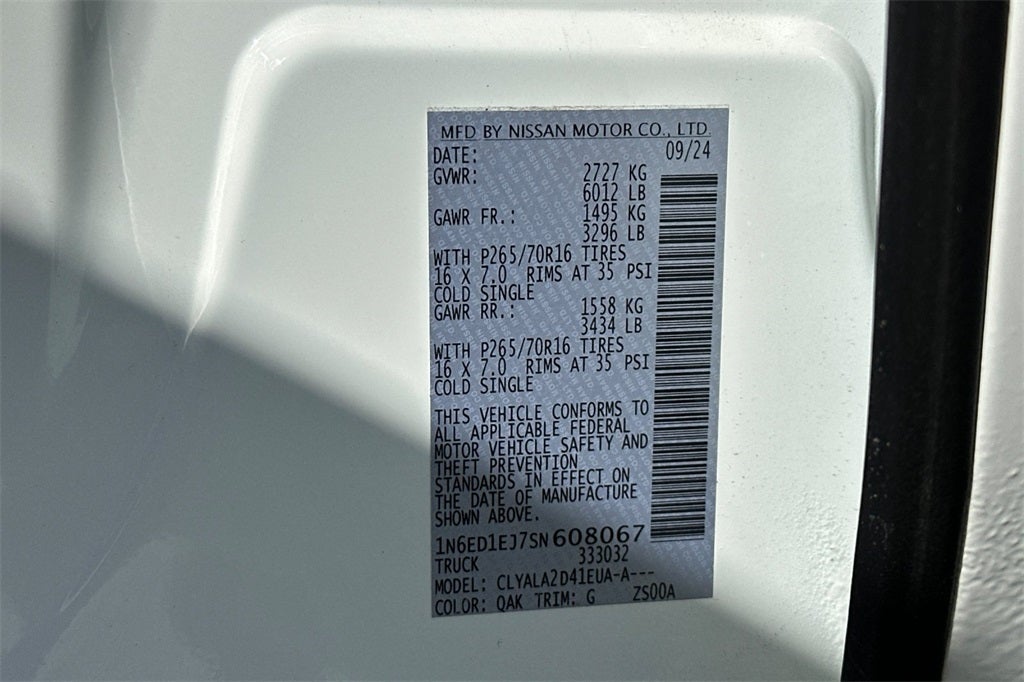 MFD BY NISSAN MOTOR CO., LTD.
DATE: 09/24
GVWR: 2727 KG
6012 LB
GAWR FR.: 1495 KG
3296 LB
WITH P265/70R16 TIRES
16 X 7.0 RIMS AT 35 PSI
COLD SINGLE
GAWR RR.: 1558 KG
3434 LB
WITH P265/70R16 TIRES
16 X 7.0 RIMS AT 35 PSI
COLD SINGLE
THIS VEHICLE CONFORMS TO
ALL APPLICABLE FEDERAL
MOTOR VEHICLE SAFETY AND
THEFT PREVENTION
STANDARDS IN EFFECT ON
THE DATE OF MANUFACTURE
SHOWN ABOVE.
1N6ED1EJ7SN608067
TRUCK 333032
MODEL: CLYALA2D41EUA-A---
COLOR: QAK TRIM: G ZS00A